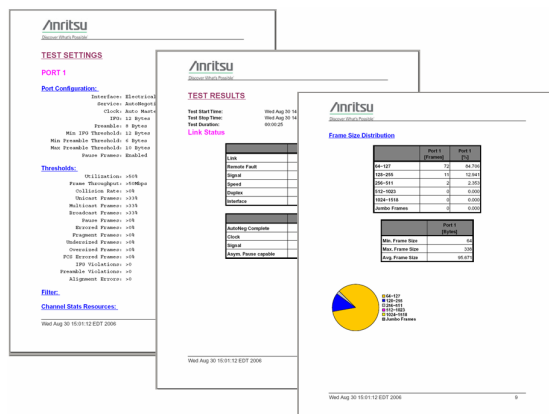 Anritsu
Discover What's Possible
TEST SETTINGS
PORT 1
Port Configuration:
Interface: Electrical
Service: AutoNegoti
Clock: Auto Maste
IFG: 12 Bytes
Preamble: 8 Bytes
Min IFG Threshold: 12 Bytes
Min Preamble Threshold: 6 Bytes
Max Preamble Threshold: 10 Bytes
Pause Frames: Enabled
Thresholds:
Utilization: >50%
Frame Throughput: >50Mbps
Collision Rate: >0%
Unicast Frames: >33%
Multicast Frames: >33%
Broadcast Frames: >33%
Pause Frames: >0%
Errored Frames: >0%
Fragment Frames: >0%
Undersized Frames: >0%
Oversized Frames: >0%
FCS Errored Frames: >0%
IFG Violations: >0
Preamble Violations: >0
Alignment Errors: >0
Filter:
Channel Stats Resources:
Wed Aug 30 15:01:12 EDT 2006
Anritsu
Discover What's Possible
TEST RESULTS
Test Start Time: Wed Aug 30 14
Test Stop Time: Wed Aug 30 14
Test Duration: 00:00:25
Link Status
Link
Remote Fault
Signal
Speed
Duplex
Interface
AutoNeg Complete
Clock
Signal
Asym. Pause capable
Wed Aug 30 15:01:12 EDT 2006
Anritsu
Discover What's Possible
Frame Size Distribution
Port 1 [Frames] Port 1 [%]
64~127 72 84.706
128~255 11 12.941
256~511 2 2.353
512~1023 0 0.000
1024~1518 0 0.000
Jumbo Frames 0 0.000
Port 1 [Bytes]
Min. Frame Size 64
Max. Frame Size 338
Avg. Frame Size 95.671
64~127
128~255
256~511
512~1023
1024~1518
Jumbo Frames
Wed Aug 30 15:01:12 EDT 2006 6